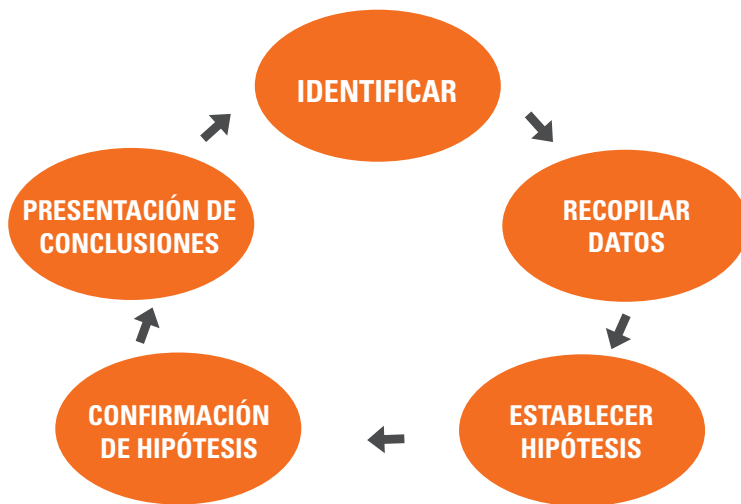 IDENTIFICAR
RECOPILAR
DATOS
ESTABLECER
HIPÓTESIS
CONFIRMACIÓN
DE HIPÓTESIS
PRESENTACIÓN DE
CONCLUSIONES